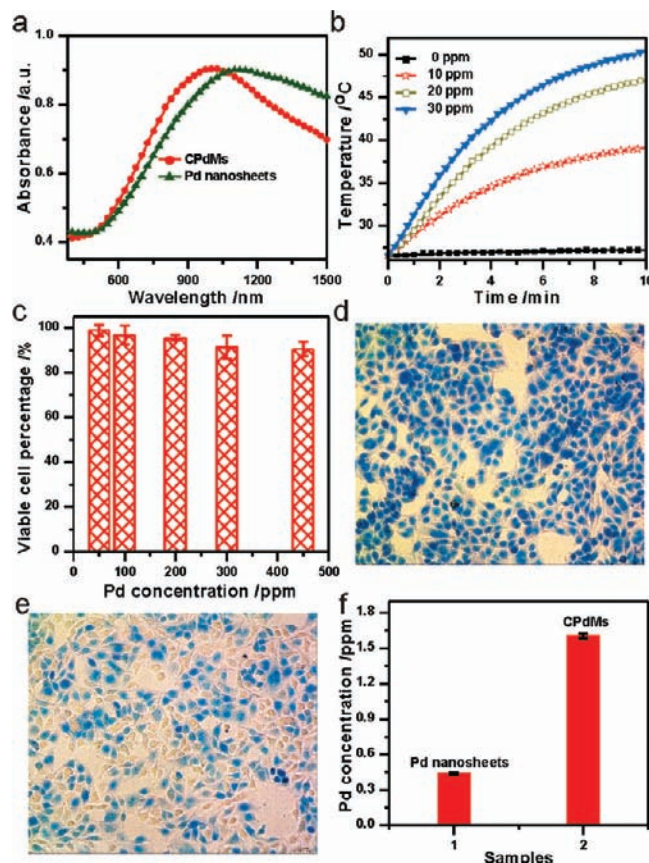 a
Absorbance /a.u.
1.0
0.8
0.6
0.4
CPdMs
Pd nanosheets
600
900
1200
1500
Wavelength /nm
b
Temperature /°C
50
45
40
35
30
0 ppm
10 ppm
20 ppm
30 ppm
0
2
4
6
8
10
Time /min
c
Viable cell percentage /%
100
80
60
40
20
0
0
100
200
300
400
500
Pd concentration /ppm
d
e
f
Pd concentration /ppm
1.8
1.5
1.2
0.9
0.6
0.3
0.0
Pd nanosheets
CPdMs
1
2
Samples